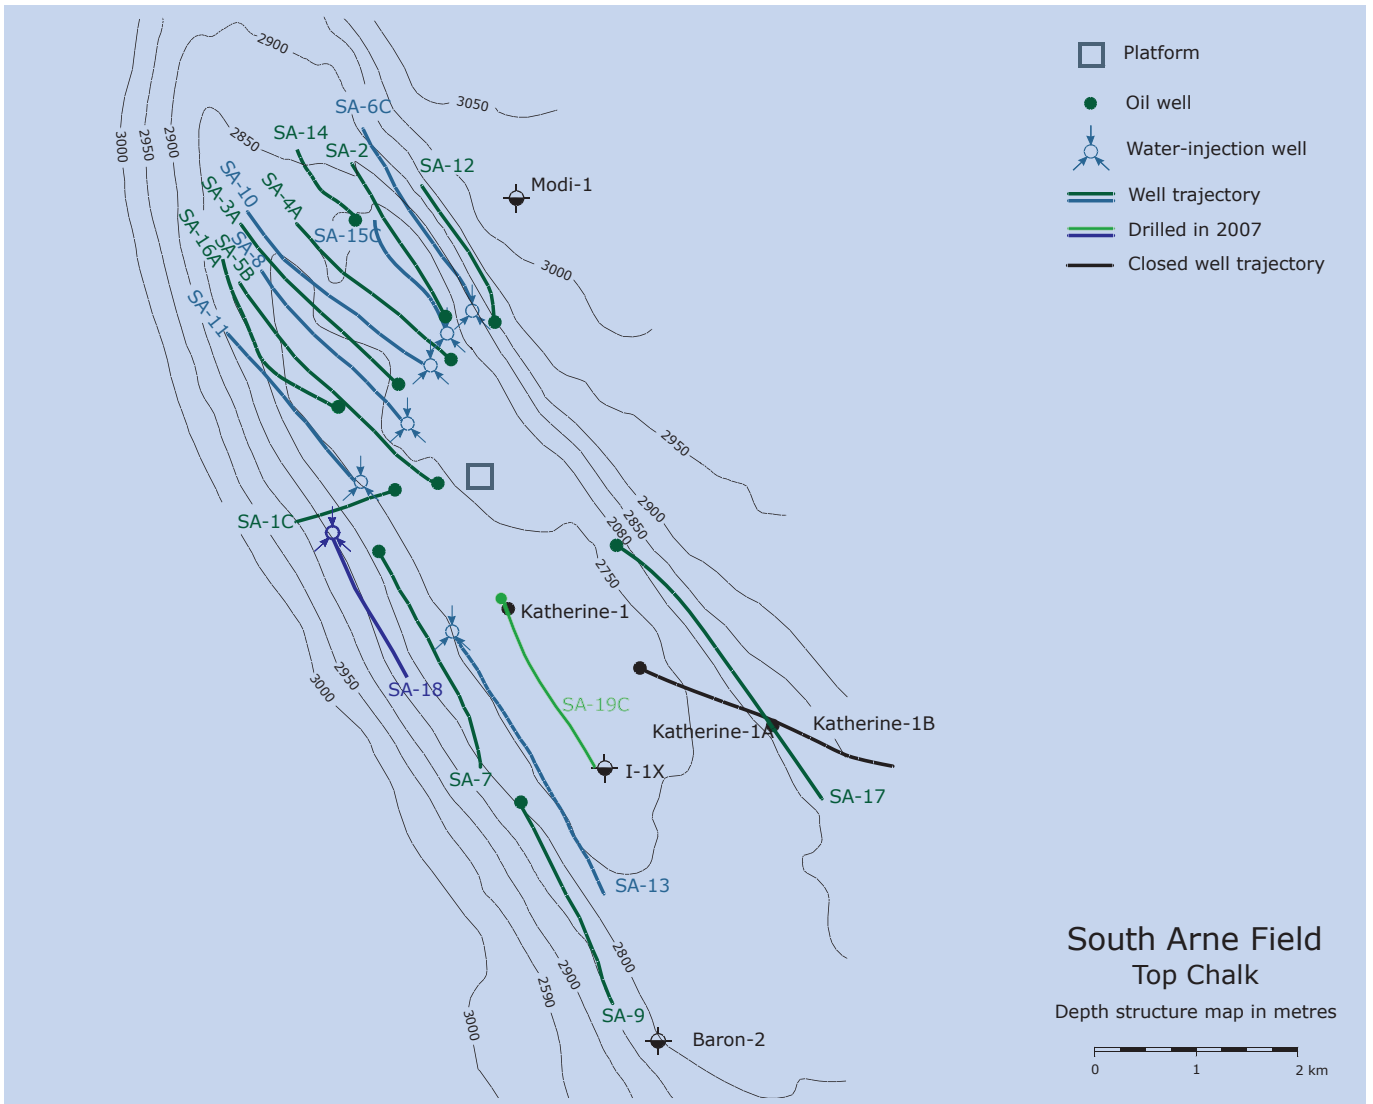 2900
3050
SA-6C
3000
2950
2900
2850
SA-14
SA-2
SA-12
Modi-1
SA-10
SA-3A
SA-4A
SA-16A
SA-5B
SA-8
SA-15C
3000
SA-11
2950
SA-1C
2900
2850
2080
2750
Katherine-1
2950
3000
SA-18
SA-19C
Katherine-1A
Katherine-1B
SA-7
I-1X
SA-17
SA-13
2800
2900
2590
3000
SA-9
Baron-2
Platform
Oil well
Water-injection well
Well trajectory
Drilled in 2007
Closed well trajectory
South Arne Field
Top Chalk
Depth structure map in metres
0 1 2 km